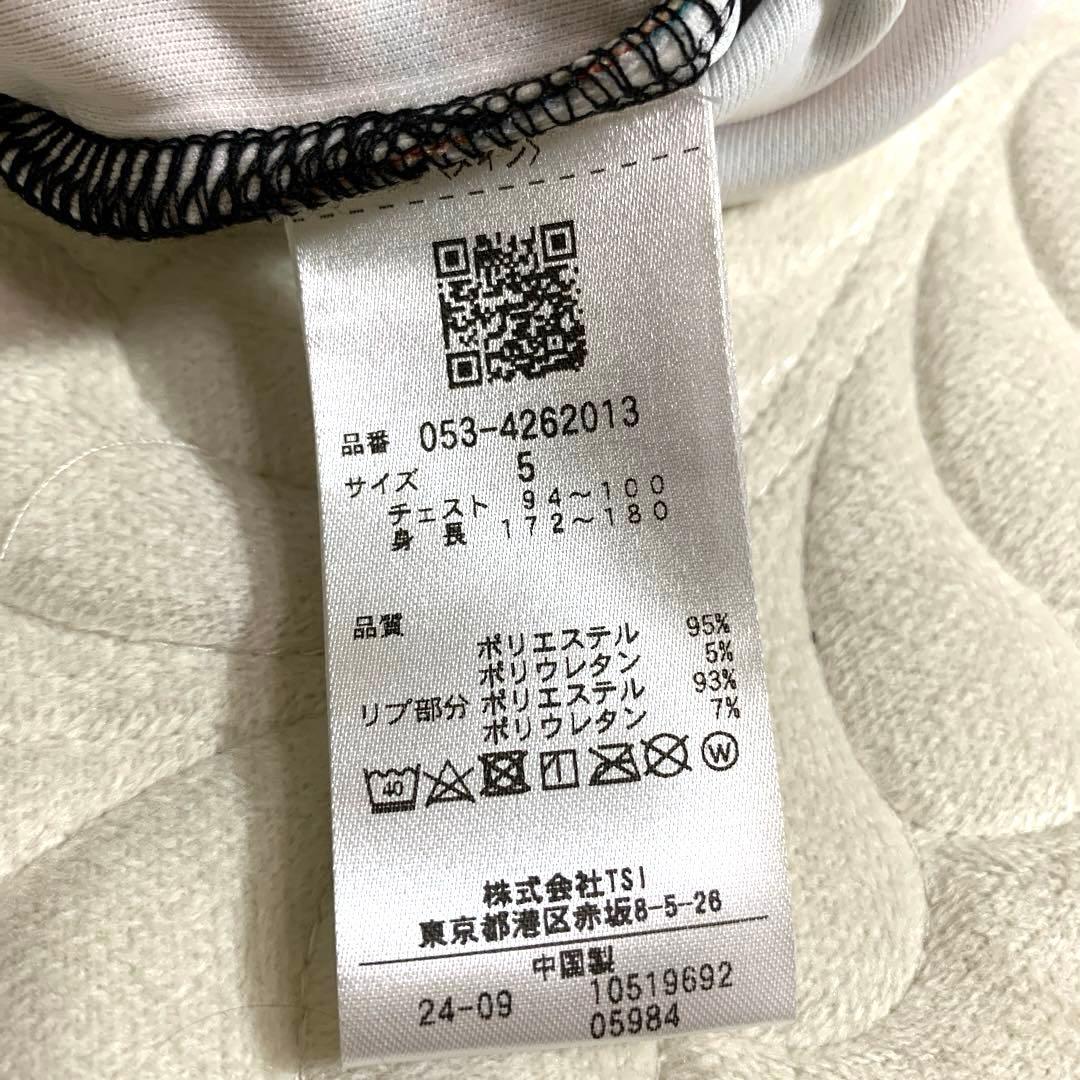 品番 053-4262013
サイズ 5
チェスト 94～100
身長 172～180
品質
ポリエステル 95%
ポリウレタン 5%
リブ部分 ポリエステル 93%
ポリウレタン 7%
40 W
株式会社TSI
東京都港区赤坂8-5-26
中国製
24-09 10519692
05984